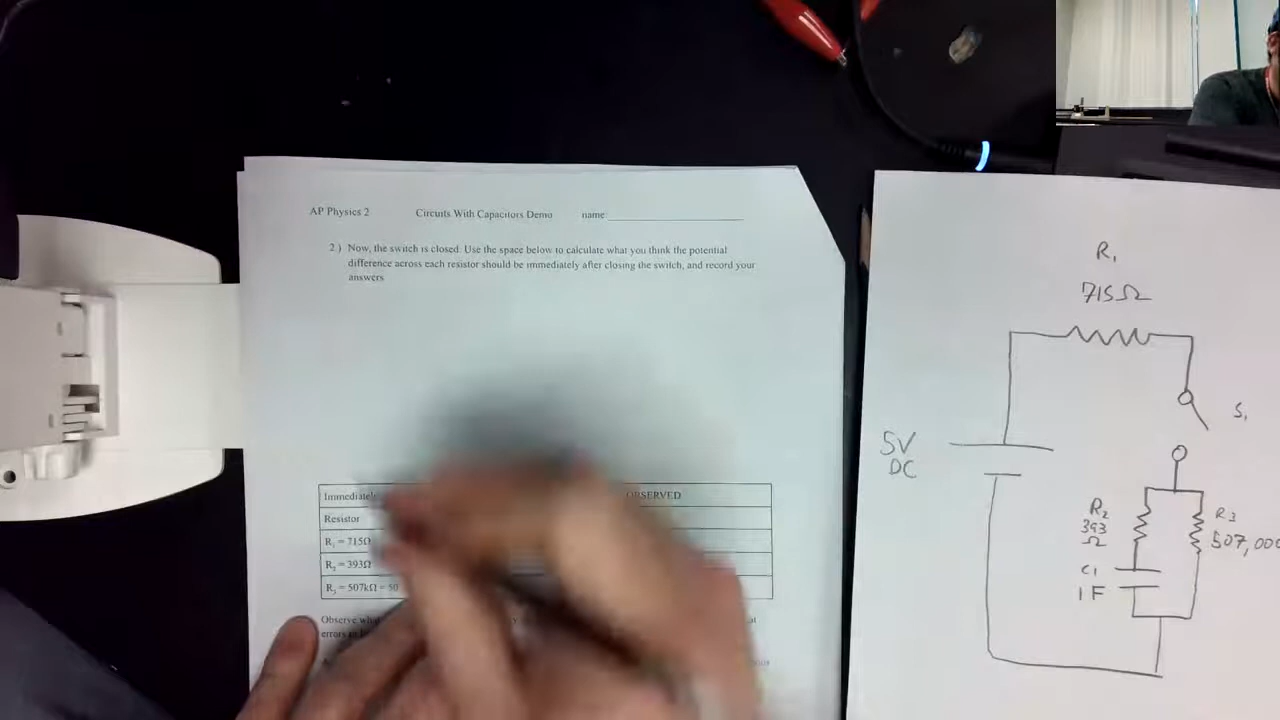 AP Physics 2 Circuits With Capacitors Demo name
2.) Now, the switch is closed. Use the space below to calculate what you think the potential
difference across each resistor should be immediately after closing the switch, and record your
answers
Immediately OBSERVED
Resistor
R₁ = 715Ω
R₂ = 393Ω
R₃ = 507kΩ = 50
Observe
errors
R₁
715Ω
S₁
5V
DC
R₂
393
Ω
R₃
507,000
C₁
1F